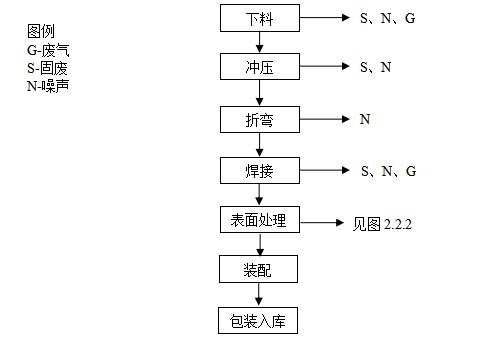 下料
S、N、G
图例
G-废气
S-固废
N-噪声
冲压
S、N
折弯
N
焊接
S、N、G
表面处理
见图 2.2.2
装配
包装入库